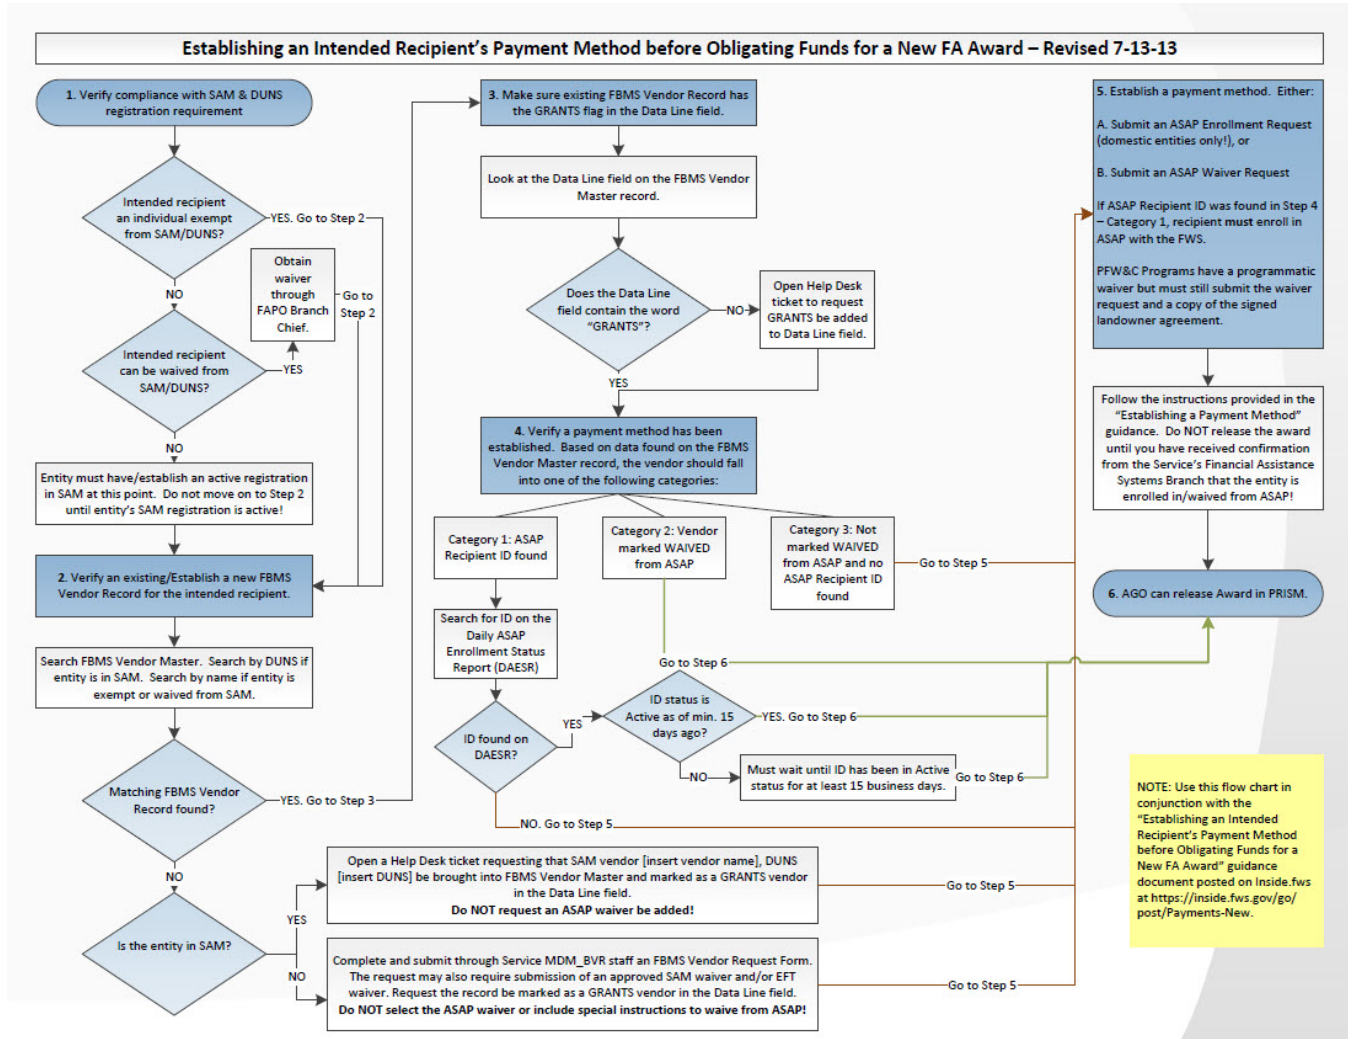 Establishing an Intended Recipient's Payment Method before Obligating Funds for a New FA Award – Revised 7-13-13
1. Verify compliance with SAM & DUNS
registration requirement
Intended recipient
an individual exempt
from SAM/DUNS?
YES. Go to Step 2
NO
Obtain
waiver
through
FAPO Branch
Chief.
Go to
Step 2
Intended recipient
can be waived from
SAM/DUNS?
YES
NO
Entity must have/establish an active registration
in SAM at this point. Do not move on to Step 2
until entity's SAM registration is active!
2. Verify an existing/Establish a new FBMS
Vendor Record for the intended recipient.
Search FBMS Vendor Master. Search by DUNS if
entity is in SAM. Search by name if entity is
exempt or waived from SAM.
Matching FBMS Vendor
Record found?
YES. Go to Step 3
NO
Is the entity in SAM?
YES
NO
Open a Help Desk ticket requesting that SAM vendor [insert vendor name], DUNS
[insert DUNS] be brought into FBMS Vendor Master and marked as a GRANTS vendor
in the Data Line field.
Do NOT request an ASAP waiver be added!
Go to Step 5
Complete and submit through Service MDM_BVR staff an FBMS Vendor Request Form.
The request may also require submission of an approved SAM waiver and/or EFT
waiver. Request the record be marked as a GRANTS vendor in the Data Line field.
Do NOT select the ASAP waiver or include special instructions to waive from ASAP!
Go to Step 5
3. Make sure existing FBMS Vendor Record has
the GRANTS flag in the Data Line field.
Look at the Data Line field on the FBMS Vendor
Master record.
Does the Data Line
field contain the word
"GRANTS"?
NO
Open Help Desk
ticket to request
GRANTS be added
to Data Line field.
YES
4. Verify a payment method has been
established. Based on data found on the FBMS
Vendor Master record, the vendor should fall
into one of the following categories:
Category 1: ASAP
Recipient ID found
Category 2: Vendor
marked WAIVED
from ASAP
Category 3: Not
marked WAIVED
from ASAP and no
ASAP Recipient ID
found
Go to Step 5
Search for ID on the
Daily ASAP
Enrollment Status
Report (DAESR)
Go to Step 6
ID found on
DAESR?
YES
ID status is
Active as of min. 15
days ago?
YES. Go to Step 6
NO
Must wait until ID has been in Active
status for at least 15 business days.
Go to Step 6
NO. Go to Step 5
5. Establish a payment method. Either:
A. Submit an ASAP Enrollment Request
(domestic entities only!), or
B. Submit an ASAP Waiver Request
If ASAP Recipient ID was found in Step 4
– Category 1, recipient must enroll in
ASAP with the FWS.
PFW&C Programs have a programmatic
waiver but must still submit the waiver
request and a copy of the signed
landowner agreement.
Follow the instructions provided in the
"Establishing a Payment Method"
guidance. Do NOT release the award
until you have received confirmation
from the Service's Financial Assistance
Systems Branch that the entity is
enrolled in/waived from ASAP!
6. AGO can release Award in PRISM.
NOTE: Use this flow chart in
conjunction with the
"Establishing an Intended
Recipient's Payment Method
before Obligating Funds for a
New FA Award" guidance
document posted on Inside.fws
at https://inside.fws.gov/go/
post/Payments-New.